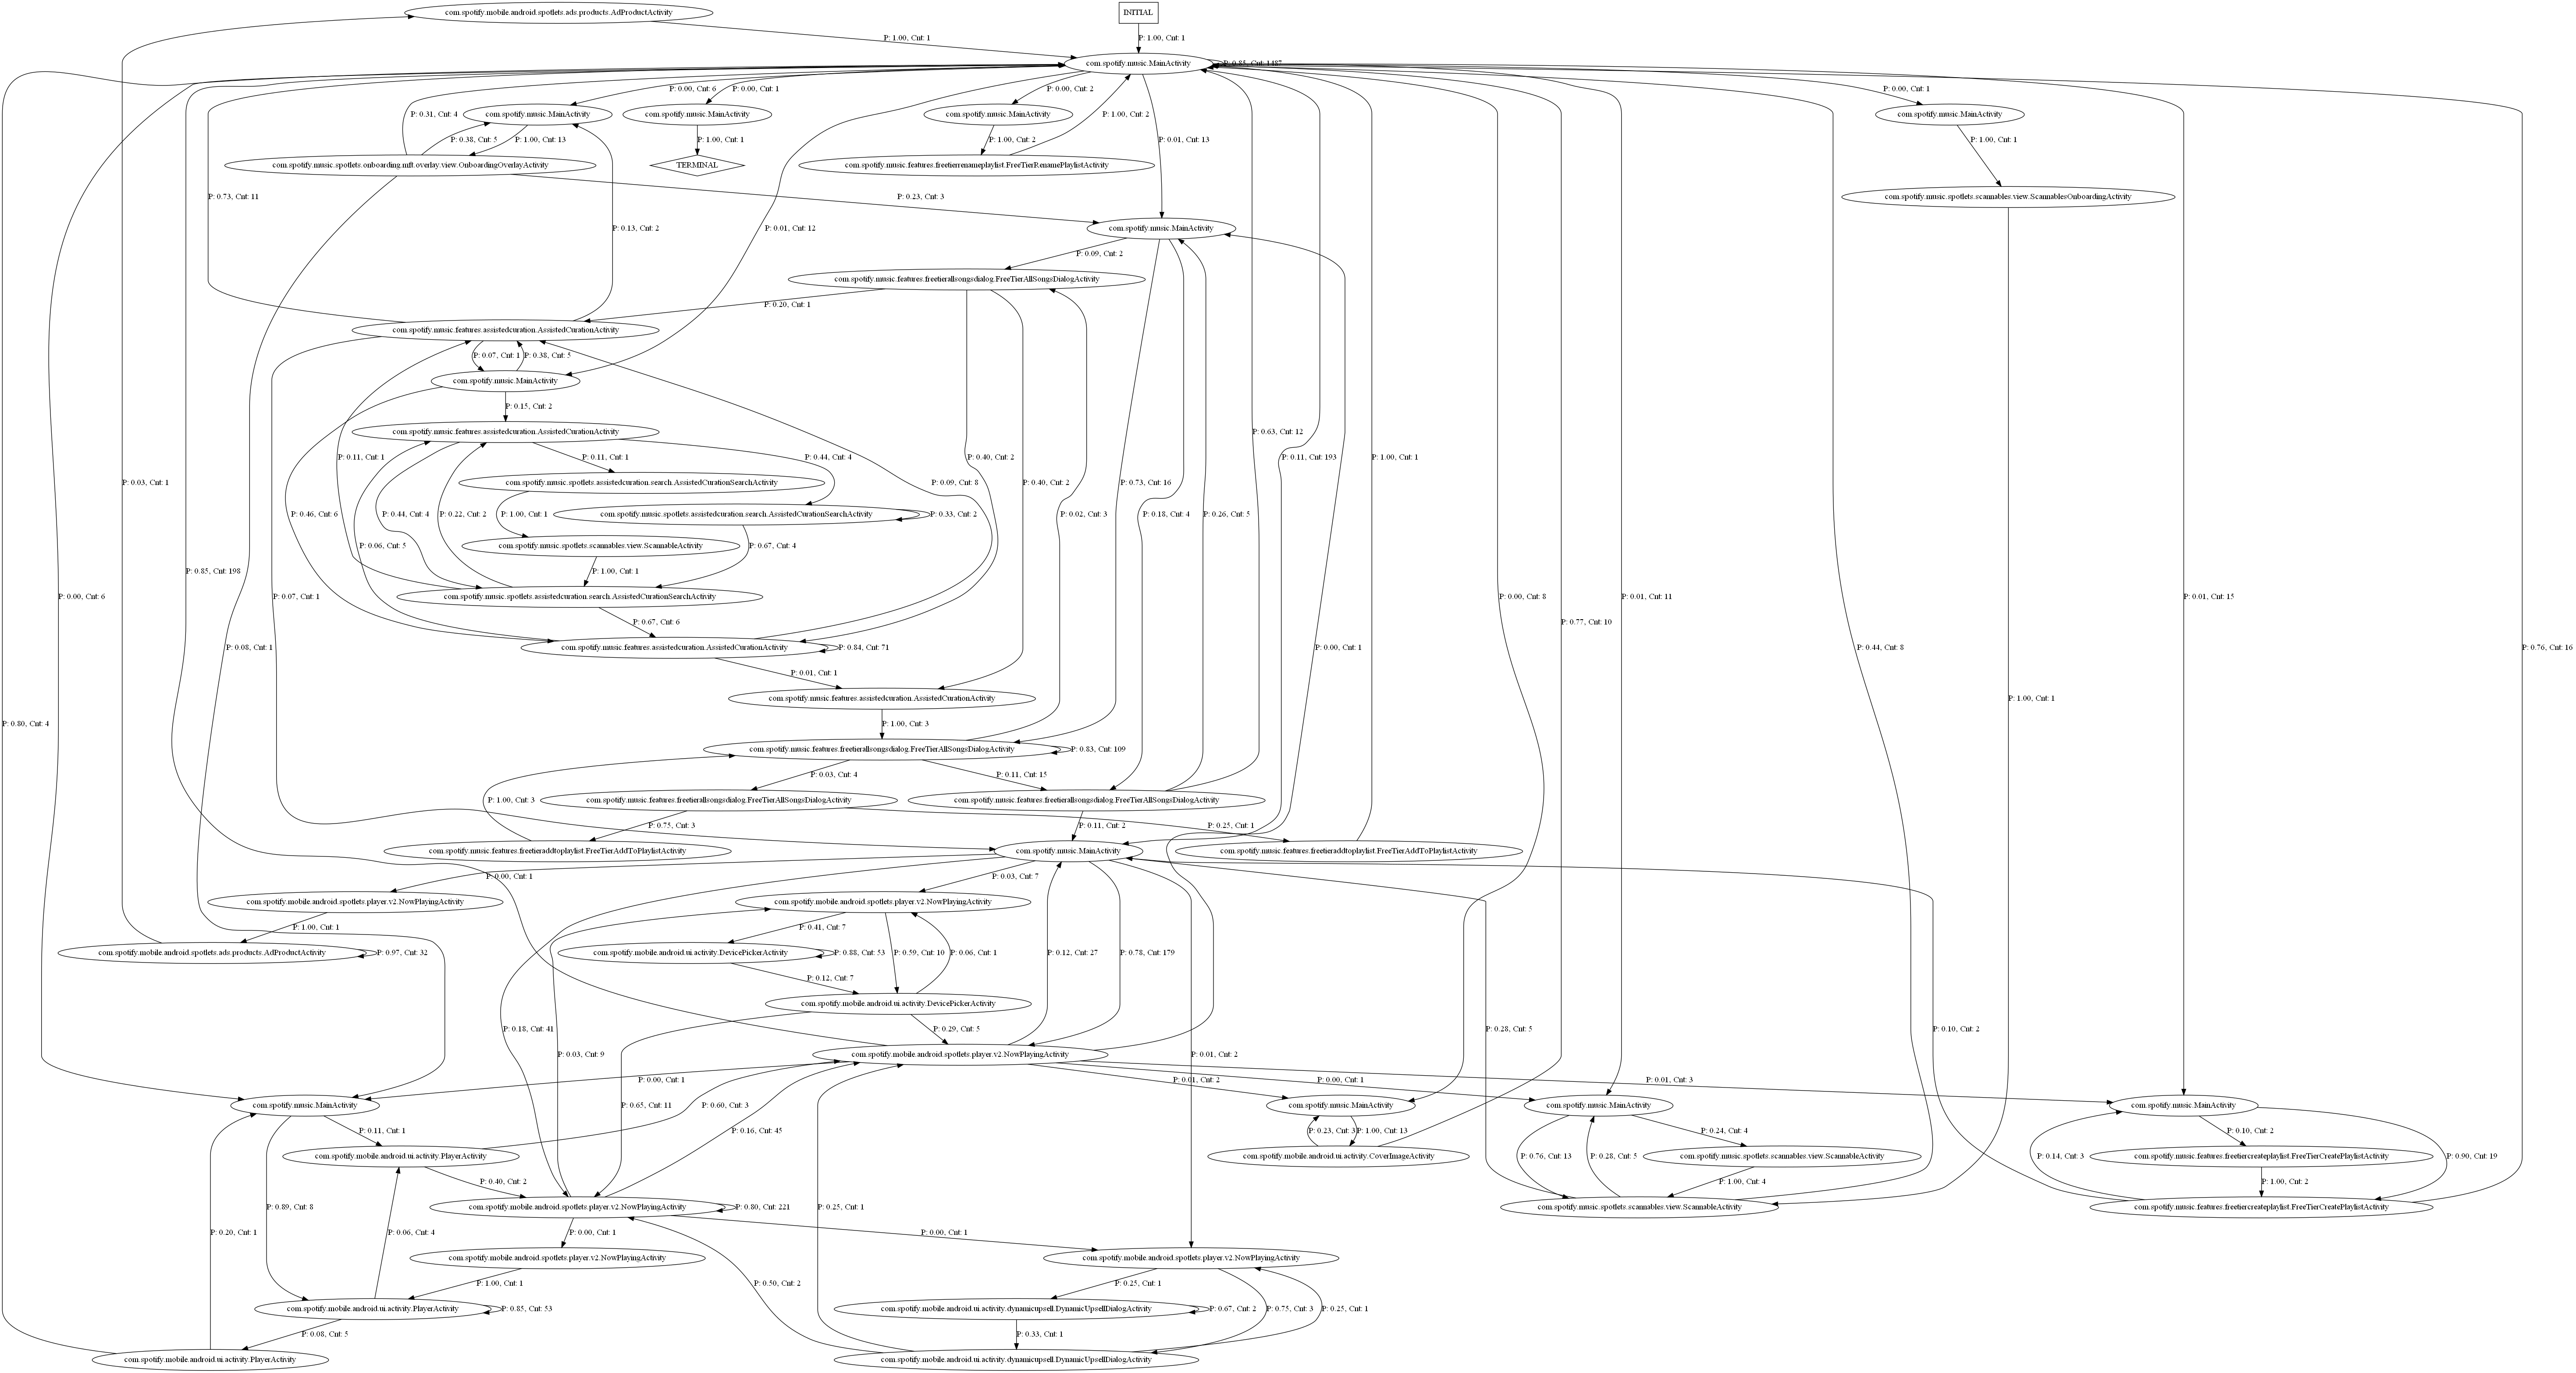 com.spotify.mobile.android.spotlets.ads.products.AdProductActivity
INITIAL
P: 1.00, Cnt: 1
P: 1.00, Cnt: 1
com.spotify.music.MainActivity
P: 0.85, Cnt: 1487
P: 0.00, Cnt: 6
P: 0.00, Cnt: 1
P: 0.00, Cnt: 2
P: 0.00, Cnt: 1
P: 0.31, Cnt: 4
com.spotify.music.MainActivity
com.spotify.music.MainActivity
com.spotify.music.MainActivity
P: 1.00, Cnt: 2
com.spotify.music.MainActivity
P: 0.38, Cnt: 5
P: 1.00, Cnt: 13
P: 1.00, Cnt: 1
P: 1.00, Cnt: 2
P: 0.01, Cnt: 13
P: 1.00, Cnt: 1
com.spotify.music.spotlets.onboarding.mft.overlay.view.OnboardingOverlayActivity
TERMINAL
com.spotify.music.features.freetierrenameplaylist.FreeTierRenamePlaylistActivity
P: 0.73, Cnt: 11
P: 0.23, Cnt: 3
com.spotify.music.spotlets.scannables.view.ScannablesOnboardingActivity
P: 0.13, Cnt: 2
P: 0.01, Cnt: 12
com.spotify.music.MainActivity
P: 0.09, Cnt: 2
com.spotify.music.features.freetierallsongsdialog.FreeTierAllSongsDialogActivity
P: 0.20, Cnt: 1
com.spotify.music.features.assistedcuration.AssistedCurationActivity
P: 0.07, Cnt: 1
P: 0.38, Cnt: 5
com.spotify.music.MainActivity
P: 0.15, Cnt: 2
com.spotify.music.features.assistedcuration.AssistedCurationActivity
P: 0.63, Cnt: 12
P: 0.11, Cnt: 1
P: 0.11, Cnt: 1
P: 0.44, Cnt: 4
P: 0.40, Cnt: 2
P: 0.11, Cnt: 193
P: 1.00, Cnt: 1
P: 0.03, Cnt: 1
com.spotify.music.spotlets.assistedcuration.search.AssistedCurationSearchActivity
P: 0.09, Cnt: 8
P: 0.40, Cnt: 2
P: 0.73, Cnt: 16
P: 0.46, Cnt: 6
P: 0.44, Cnt: 4
P: 0.22, Cnt: 2
P: 1.00, Cnt: 1
com.spotify.music.spotlets.assistedcuration.search.AssistedCurationSearchActivity
P: 0.33, Cnt: 2
P: 0.02, Cnt: 3
P: 0.18, Cnt: 4
P: 0.26, Cnt: 5
P: 0.06, Cnt: 5
com.spotify.music.spotlets.scannables.view.ScannableActivity
P: 0.67, Cnt: 4
P: 0.85, Cnt: 198
P: 1.00, Cnt: 1
P: 0.00, Cnt: 6
P: 0.07, Cnt: 1
com.spotify.music.spotlets.assistedcuration.search.AssistedCurationSearchActivity
P: 0.00, Cnt: 8
P: 0.01, Cnt: 11
P: 0.01, Cnt: 15
P: 0.67, Cnt: 6
P: 0.77, Cnt: 10
P: 0.08, Cnt: 1
com.spotify.music.features.assistedcuration.AssistedCurationActivity
P: 0.84, Cnt: 71
P: 0.00, Cnt: 1
P: 0.44, Cnt: 8
P: 0.76, Cnt: 16
P: 0.01, Cnt: 1
com.spotify.music.features.assistedcuration.AssistedCurationActivity
P: 1.00, Cnt: 1
P: 0.80, Cnt: 4
P: 1.00, Cnt: 3
com.spotify.music.features.freetierallsongsdialog.FreeTierAllSongsDialogActivity
P: 0.83, Cnt: 109
P: 0.03, Cnt: 4
P: 0.11, Cnt: 15
P: 1.00, Cnt: 3
com.spotify.music.features.freetierallsongsdialog.FreeTierAllSongsDialogActivity
com.spotify.music.features.freetierallsongsdialog.FreeTierAllSongsDialogActivity
P: 0.75, Cnt: 3
P: 0.11, Cnt: 2
P: 0.25, Cnt: 1
com.spotify.music.features.freetieraddtoplaylist.FreeTierAddToPlaylistActivity
com.spotify.music.MainActivity
com.spotify.music.features.freetieraddtoplaylist.FreeTierAddToPlaylistActivity
P: 0.00, Cnt: 1
P: 0.03, Cnt: 7
com.spotify.mobile.android.spotlets.player.v2.NowPlayingActivity
com.spotify.mobile.android.spotlets.player.v2.NowPlayingActivity
P: 1.00, Cnt: 1
P: 0.41, Cnt: 7
com.spotify.mobile.android.spotlets.ads.products.AdProductActivity
P: 0.97, Cnt: 32
com.spotify.mobile.android.ui.activity.DevicePickerActivity
P: 0.88, Cnt: 53
P: 0.59, Cnt: 10
P: 0.06, Cnt: 1
P: 0.12, Cnt: 27
P: 0.78, Cnt: 179
P: 0.12, Cnt: 7
com.spotify.mobile.android.ui.activity.DevicePickerActivity
P: 0.18, Cnt: 41
P: 0.29, Cnt: 5
P: 0.28, Cnt: 5
P: 0.10, Cnt: 2
P: 0.03, Cnt: 9
com.spotify.mobile.android.spotlets.player.v2.NowPlayingActivity
P: 0.01, Cnt: 2
P: 0.00, Cnt: 1
P: 0.01, Cnt: 2
P: 0.00, Cnt: 1
P: 0.01, Cnt: 3
com.spotify.music.MainActivity
P: 0.65, Cnt: 11
P: 0.60, Cnt: 3
com.spotify.music.MainActivity
com.spotify.music.MainActivity
com.spotify.music.MainActivity
P: 0.11, Cnt: 1
P: 0.16, Cnt: 45
P: 0.23, Cnt: 3
P: 1.00, Cnt: 13
P: 0.24, Cnt: 4
P: 0.10, Cnt: 2
com.spotify.mobile.android.ui.activity.PlayerActivity
com.spotify.mobile.android.ui.activity.CoverImageActivity
P: 0.76, Cnt: 13
P: 0.28, Cnt: 5
com.spotify.music.spotlets.scannables.view.ScannableActivity
P: 0.14, Cnt: 3
com.spotify.music.features.freetiercreateplaylist.FreeTierCreatePlaylistActivity
P: 0.90, Cnt: 19
P: 0.40, Cnt: 2
P: 1.00, Cnt: 4
P: 1.00, Cnt: 2
P: 0.89, Cnt: 8
com.spotify.mobile.android.spotlets.player.v2.NowPlayingActivity
P: 0.80, Cnt: 221
P: 0.25, Cnt: 1
com.spotify.music.spotlets.scannables.view.ScannableActivity
com.spotify.music.features.freetiercreateplaylist.FreeTierCreatePlaylistActivity
P: 0.20, Cnt: 1
P: 0.06, Cnt: 4
P: 0.00, Cnt: 1
P: 0.00, Cnt: 1
com.spotify.mobile.android.spotlets.player.v2.NowPlayingActivity
com.spotify.mobile.android.spotlets.player.v2.NowPlayingActivity
P: 1.00, Cnt: 1
P: 0.50, Cnt: 2
P: 0.25, Cnt: 1
com.spotify.mobile.android.ui.activity.PlayerActivity
P: 0.85, Cnt: 53
com.spotify.mobile.android.ui.activity.dynamicupsell.DynamicUpsellDialogActivity
P: 0.67, Cnt: 2
P: 0.75, Cnt: 3
P: 0.25, Cnt: 1
P: 0.08, Cnt: 5
P: 0.33, Cnt: 1
com.spotify.mobile.android.ui.activity.PlayerActivity
com.spotify.mobile.android.ui.activity.dynamicupsell.DynamicUpsellDialogActivity